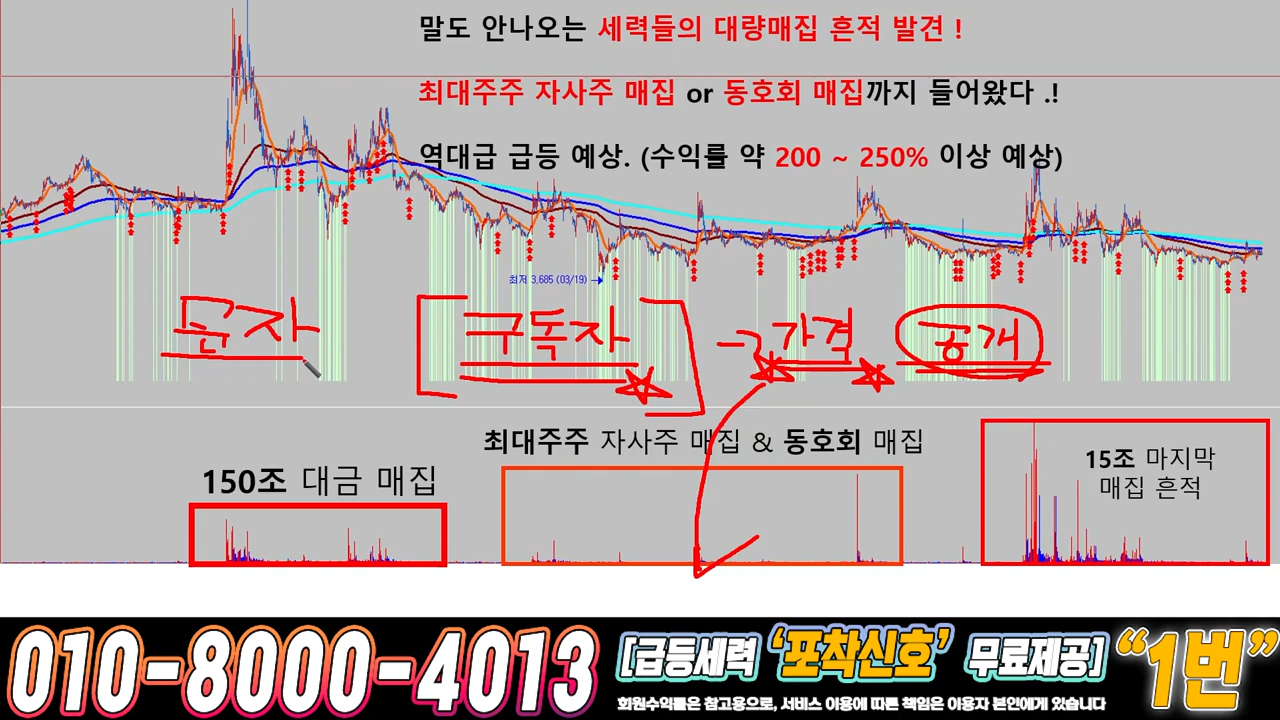 말도 안나오는 세력들의 대량매집 흔적 발견 !
최대주주 자사주 매집 or 동호회 매집까지 들어왔다 .!
역대급 급등 예상. (수익률 약 200 ~ 250% 이상 예상)
최저 3,685 (03/19)
문자 구독자 가격 공개
최대주주 자사주 매집 & 동호회 매집
150조 대금 매집
15조 마지막
매집 흔적
010-8000-4013
[급등세력 '포착신호' 무료제공] "1번"
회원수익률은 참고용으로, 서비스 이용에 따른 책임은 이용자 본인에게 있습니다